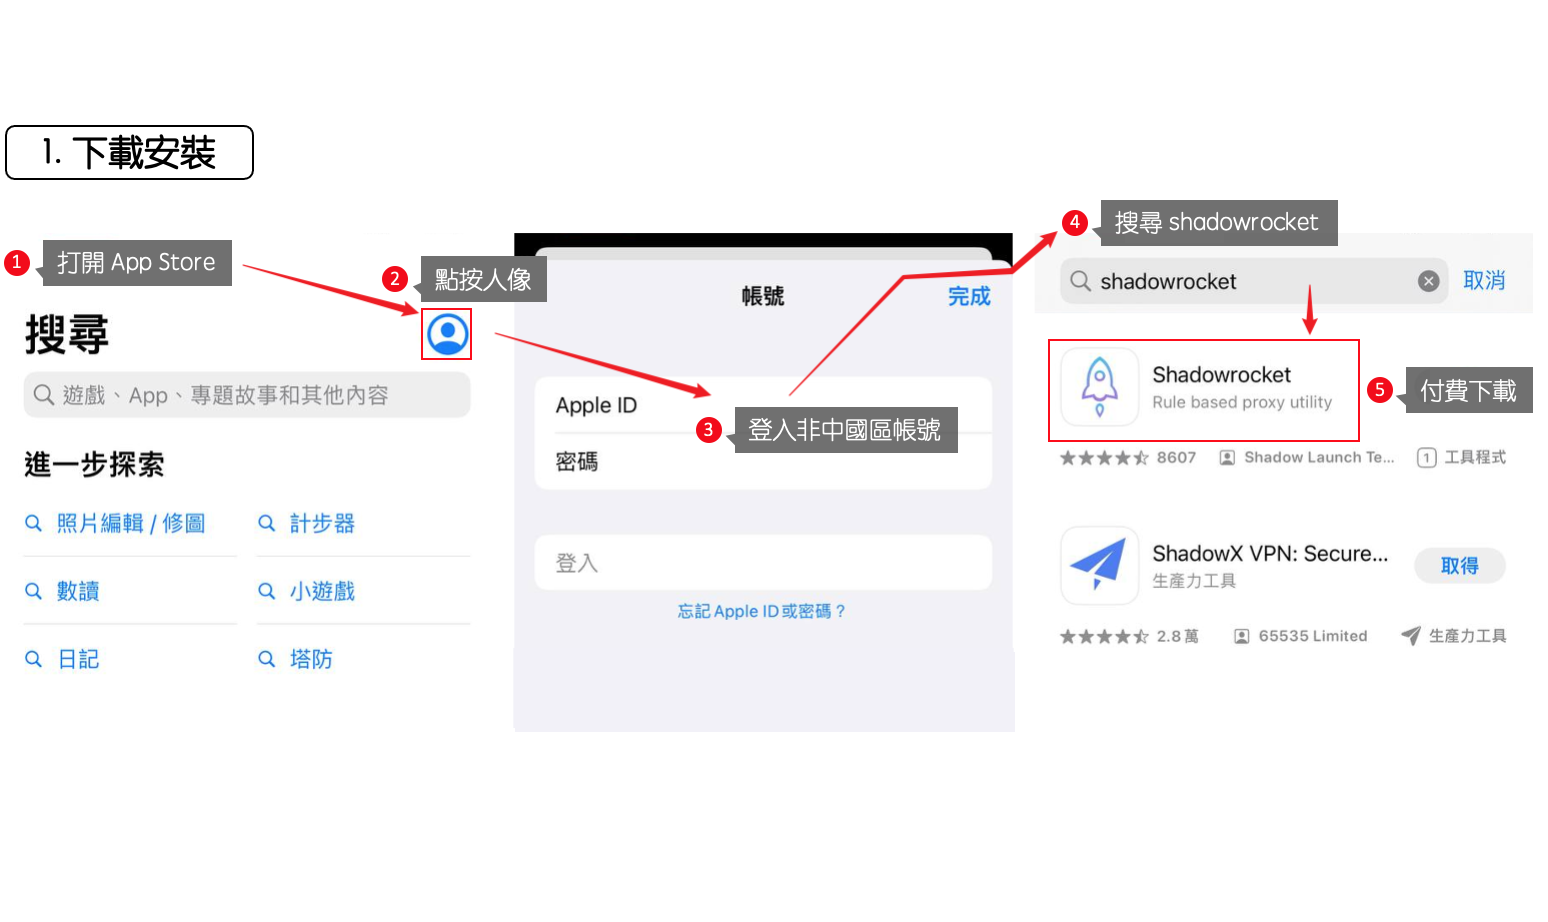 1. 下載安裝
1
打開 App Store
2
點按人像
搜尋
遊戲、App、專題故事和其他內容
進一步探索
照片編輯 / 修圖
計步器
數讀
小遊戲
日記
塔防
帳號
完成
Apple ID
3
登入非中國區帳號
密碼
登入
忘記 Apple ID 或密碼？
4
搜尋 shadowrocket
shadowrocket
取消
Shadowrocket
Rule based proxy utility
5
付費下載
8607
Shadow Launch Te...
1
工具程式
ShadowX VPN: Secure...
生產力工具
取得
2.8 萬
65535 Limited
生產力工具